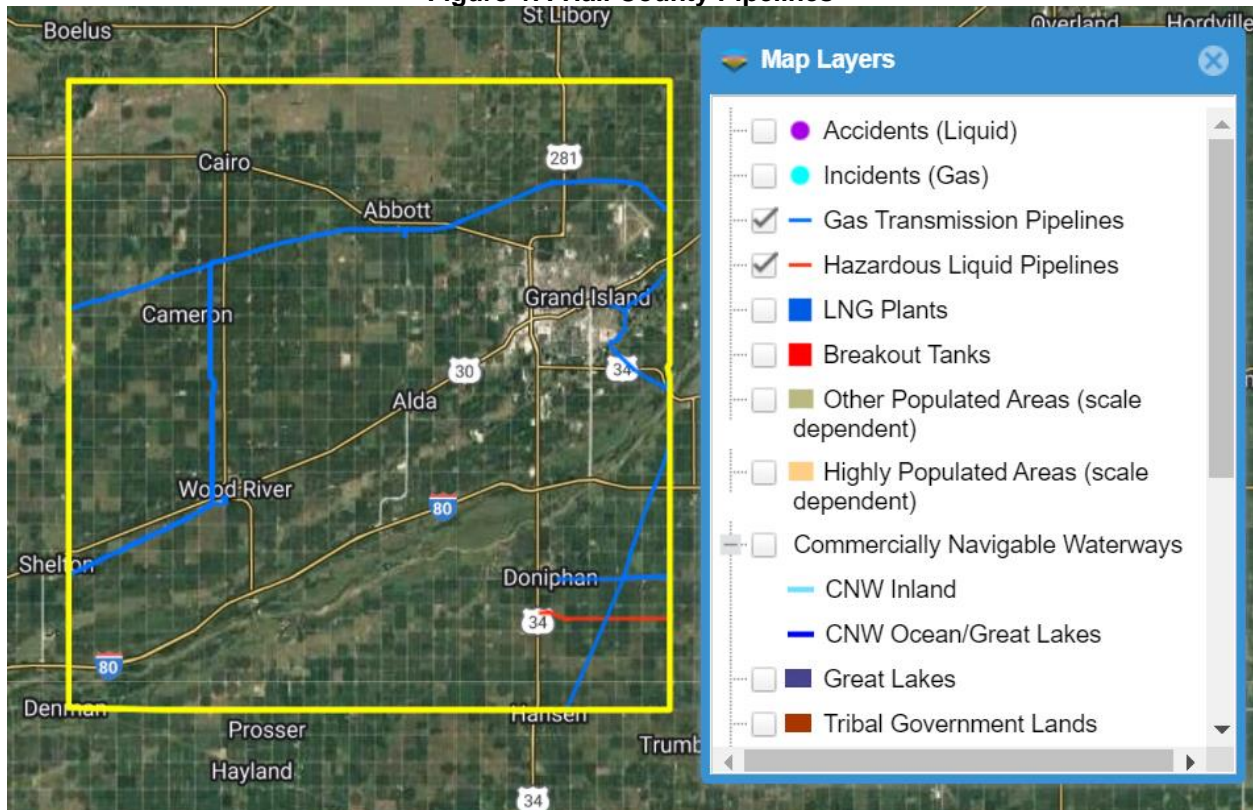 St Libory
Boelus
Overland
Hordville
Cairo
281
Abbott
Cameron
Grand Island
30
34
Alda
Wood River
80
Shelton
Doniphan
34
80
Denman
Hansen
Prosser
Trumb
Hayland
34
Map Layers
Accidents (Liquid)
Incidents (Gas)
Gas Transmission Pipelines
Hazardous Liquid Pipelines
LNG Plants
Breakout Tanks
Other Populated Areas (scale
dependent)
Highly Populated Areas (scale
dependent)
Commercially Navigable Waterways
CNW Inland
CNW Ocean/Great Lakes
Great Lakes
Tribal Government Lands